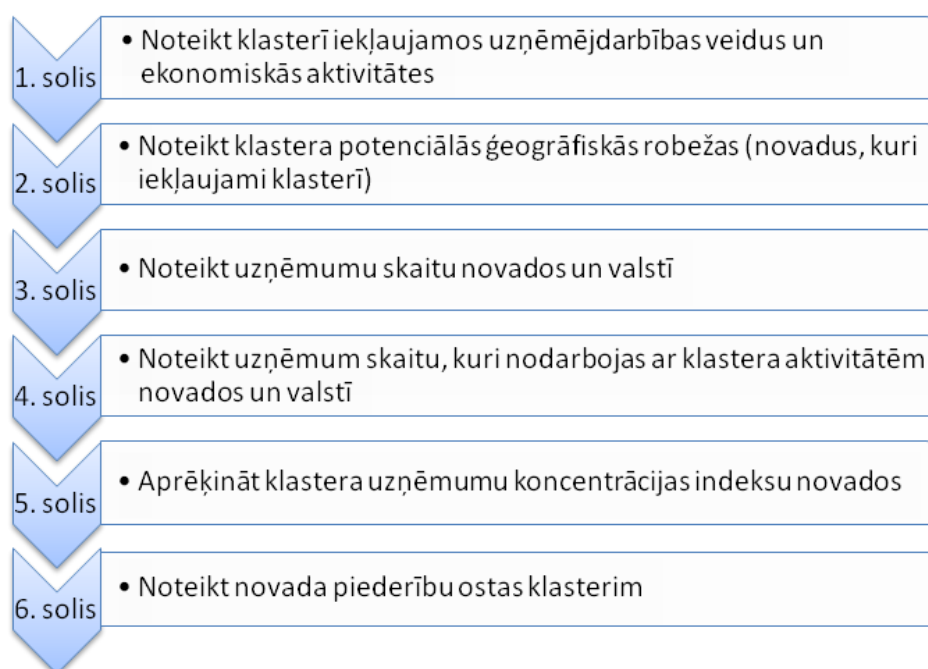 1. solis
• Noteikt klasterī iekļaujamos uzņēmējdarbības veidus un
ekonomiskās aktivitātes
2. solis
• Noteikt klastera potenciālās ģeogrāfiskās robežas (novadus, kuri
iekļaujami klasterī)
3. solis
• Noteikt uzņēmumu skaitu novados un valstī
4. solis
• Noteikt uzņēmum skaitu, kuri nodarbojas ar klastera aktivitātēm
novados un valstī
5. solis
• Aprēķināt klastera uzņēmumu koncentrācijas indeksu novados
6. solis
• Noteikt novada piederību ostas klasterim